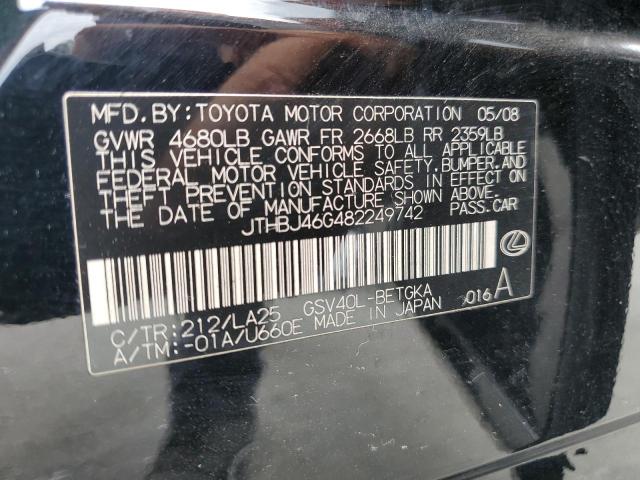 MFD.BY:TOYOTA MOTOR CORPORATION 05/08
GVWR 4680LB GAWR FR 2668LB RR 2359LB
THIS VEHICLE CONFORMS TO ALL APPLICABLE
FEDERAL MOTOR VEHICLE SAFETY,BUMPER,AND
THEFT PREVENTION STANDARDS IN EFFECT ON
THE DATE OF MANUFACTURE SHOWN ABOVE.
JTHBJ46G482249742 PASS.CAR
C/TR:212/LA25 GSV40L-BETGKA 016A
A/TM:-01A/U660E MADE IN JAPAN